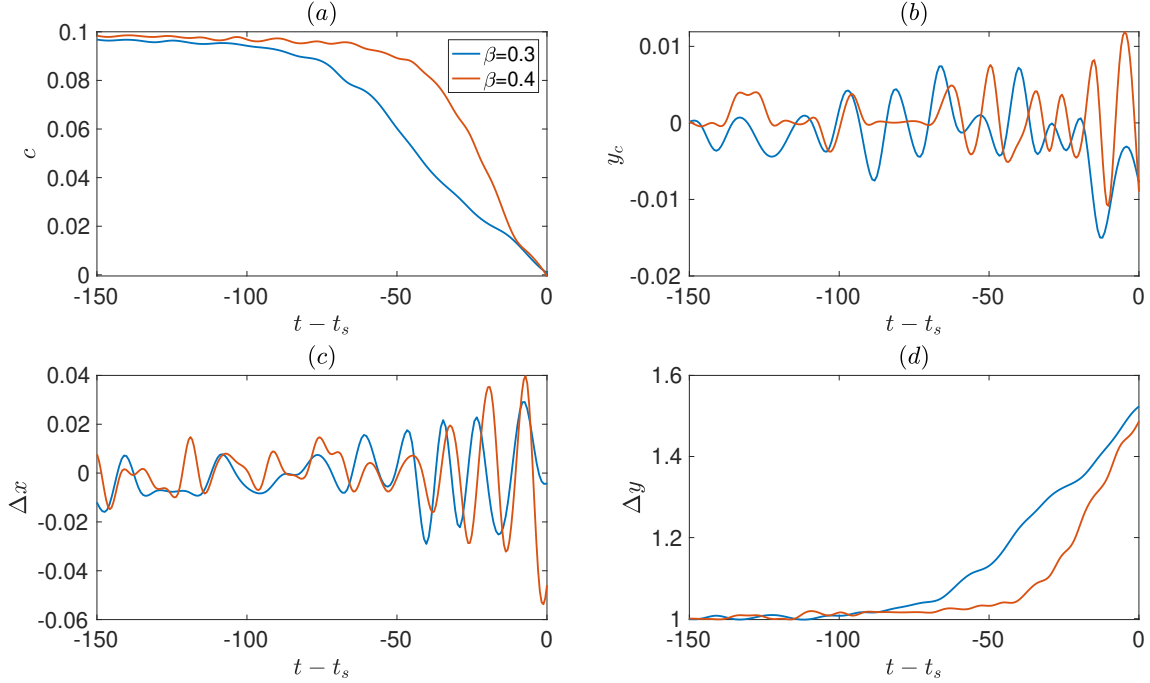 (a)
0.1
0.08
0.06
0.04
0.02
0
c
-150
-100
-50
0
t − t_s
β=0.3
β=0.4
(b)
0.01
0
-0.01
-0.02
y_c
-150
-100
-50
0
t − t_s
(c)
0.04
0.02
0
-0.02
-0.04
-0.06
Δx
-150
-100
-50
0
t − t_s
(d)
1.6
1.4
1.2
1
Δy
-150
-100
-50
0
t − t_s